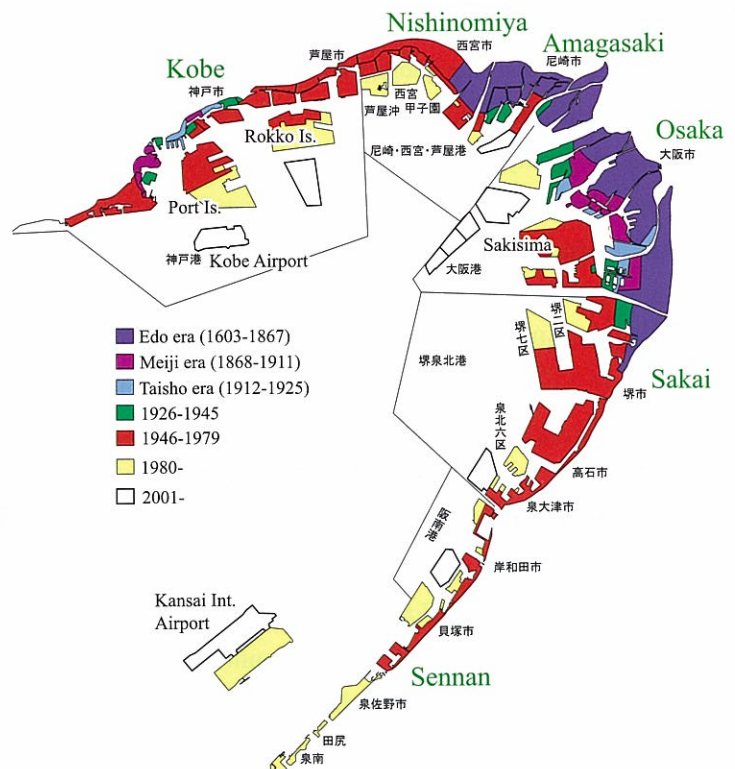 Nishinomiya
西宮市
Amagasaki
尼崎市
芦屋市
Kobe
神戸市
芦屋沖
西宮
甲子園
Osaka
大阪市
Rokko Is.
尼崎・西宮・芦屋港
Port Is.
Sakisima
神戸港
Kobe Airport
大阪港
堺二区
堺七区
Edo era (1603-1867)
Meiji era (1868-1911)
Taisho era (1912-1925)
1926-1945
1946-1979
1980-
2001-
堺泉北港
堺市
Sakai
泉北六区
高石市
泉大津市
阪南港
岸和田市
Kansai Int.
Airport
貝塚市
Sennan
泉佐野市
田尻
泉南